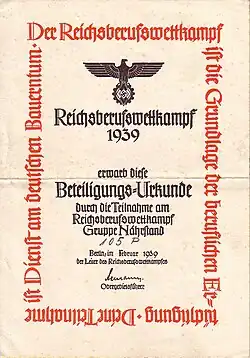 Der Reichsberufswettkampf
ist die Grundlage der beruflichen Er-
tüchtigung · Deine Teilnahme
ist Dienst am deutschen Bauerntum ·
Reichsberufswettkampf
1939
erwarb diese
Beteiligungs-Urkunde
durch die Teilnahme am
Reichsberufswettkampf
Gruppe Nährstand
105 P
Berlin, im Februar 1939
der Leiter des Reichsberufswettkampfes
Obergebietsführer